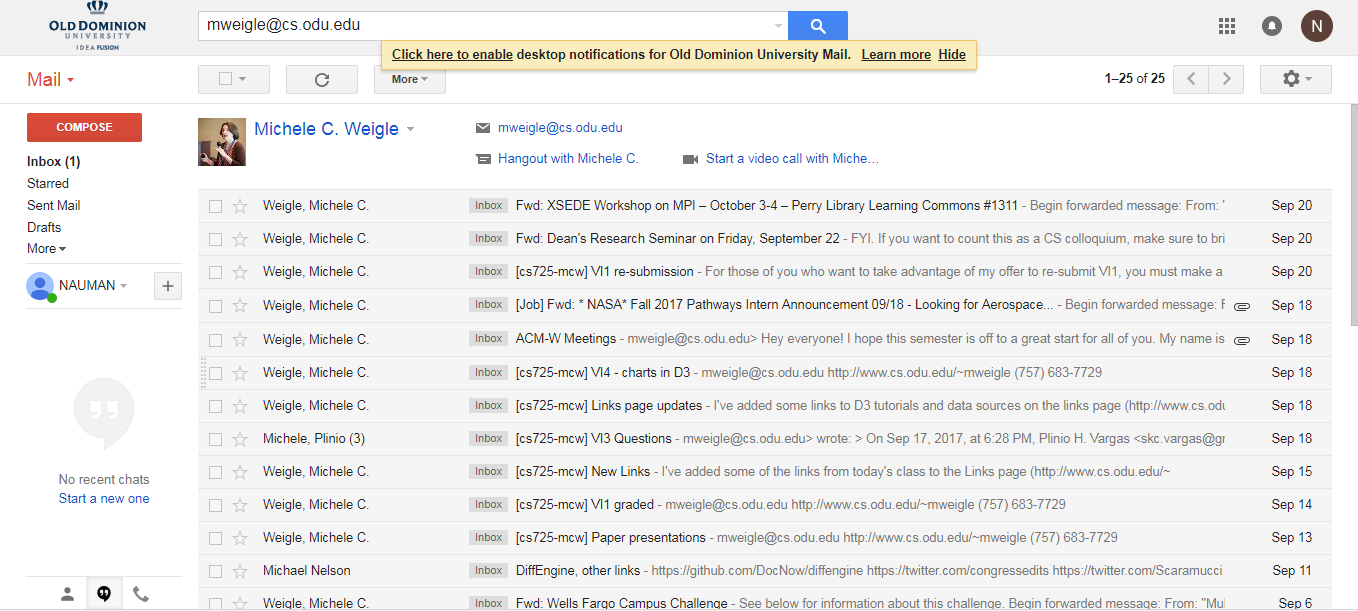 OLD DOMINION
UNIVERSITY
IDEA FUSION
mweigle@cs.odu.edu
N
Click here to enable desktop notifications for Old Dominion University Mail. Learn more Hide
Mail
More
1–25 of 25
COMPOSE
Inbox (1)
Starred
Sent Mail
Drafts
More
NAUMAN
No recent chats
Start a new one
Michele C. Weigle
mweigle@cs.odu.edu
Hangout with Michele C.
Start a video call with Miche…
Weigle, Michele C. Inbox Fwd: XSEDE Workshop on MPI – October 3-4 – Perry Library Learning Commons #1311 - Begin forwarded message: From: " Sep 20
Weigle, Michele C. Inbox Fwd: Dean's Research Seminar on Friday, September 22 - FYI. If you want to count this as a CS colloquium, make sure to bri Sep 20
Weigle, Michele C. Inbox [cs725-mcw] VI1 re-submission - For those of you who want to take advantage of my offer to re-submit VI1, you must make a Sep 20
Weigle, Michele C. Inbox [Job] Fwd: * NASA* Fall 2017 Pathways Intern Announcement 09/18 - Looking for Aerospace... - Begin forwarded message: F Sep 18
Weigle, Michele C. Inbox ACM-W Meetings - mweigle@cs.odu.edu> Hey everyone! I hope this semester is off to a great start for all of you. My name is Sep 18
Weigle, Michele C. Inbox [cs725-mcw] VI4 - charts in D3 - mweigle@cs.odu.edu http://www.cs.odu.edu/~mweigle (757) 683-7729 Sep 18
Weigle, Michele C. Inbox [cs725-mcw] Links page updates - I've added some links to D3 tutorials and data sources on the links page (http://www.cs.odu Sep 18
Michele, Plinio (3) Inbox [cs725-mcw] VI3 Questions - mweigle@cs.odu.edu> wrote: > On Sep 17, 2017, at 6:28 PM, Plinio H. Vargas <skc.vargas@gr Sep 18
Weigle, Michele C. Inbox [cs725-mcw] New Links - I've added some of the links from today's class to the Links page (http://www.cs.odu.edu/~ Sep 15
Weigle, Michele C. Inbox [cs725-mcw] VI1 graded - mweigle@cs.odu.edu http://www.cs.odu.edu/~mweigle (757) 683-7729 Sep 14
Weigle, Michele C. Inbox [cs725-mcw] Paper presentations - mweigle@cs.odu.edu http://www.cs.odu.edu/~mweigle (757) 683-7729 Sep 13
Michael Nelson Inbox DiffEngine, other links - https://github.com/DocNow/diffengine https://twitter.com/congressedits https://twitter.com/Scaramucci Sep 11
Weigle, Michele C. Inbox Fwd: Wells Fargo Campus Challenge - See below for information about this challenge. Begin forwarded message: From: "Mul Sep 6